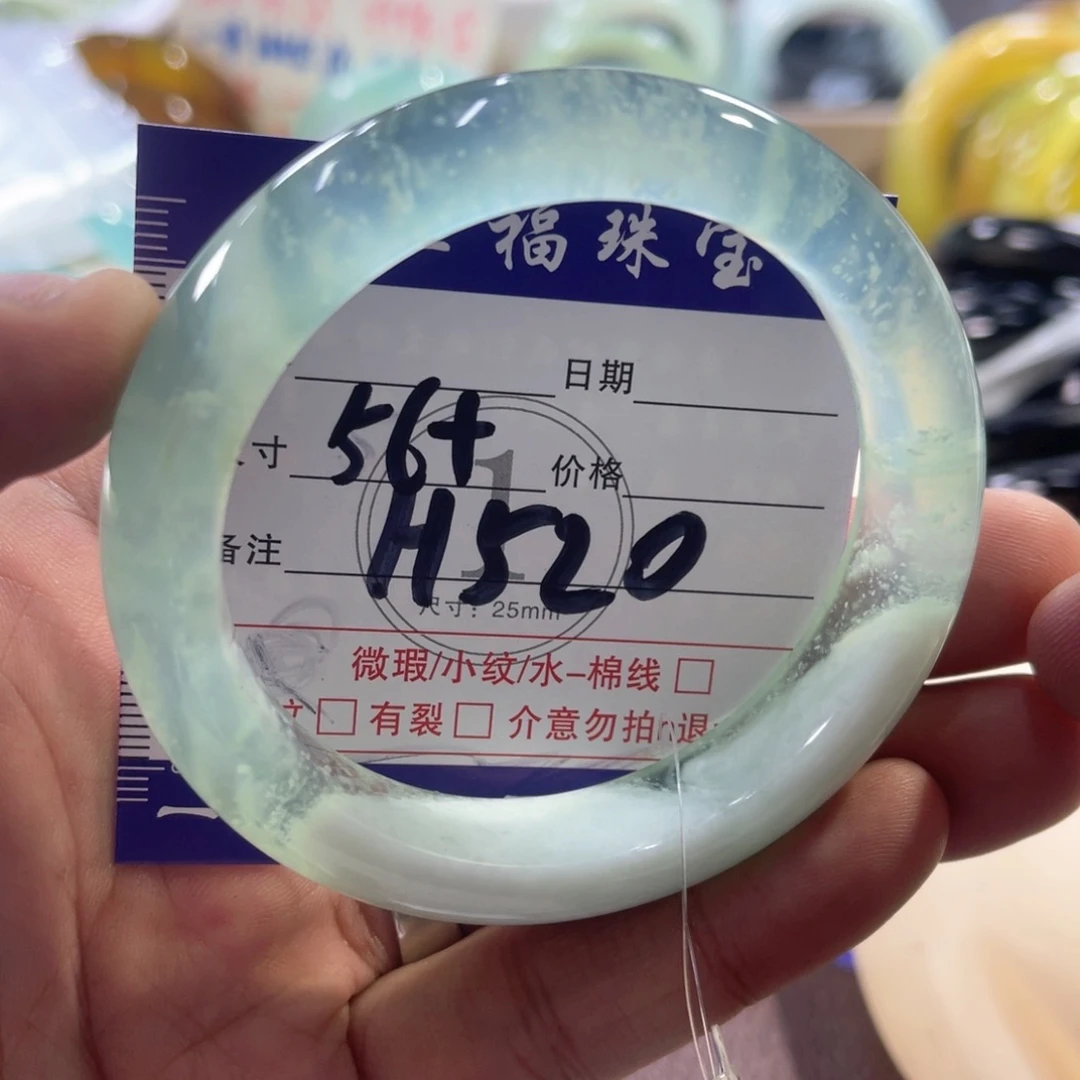 福珠宝
日期
寸 56+ 价格
备注 H520
尺寸：25mm
微瑕/小纹/水-棉线 □
□ 有裂 □ 介意勿拍 退